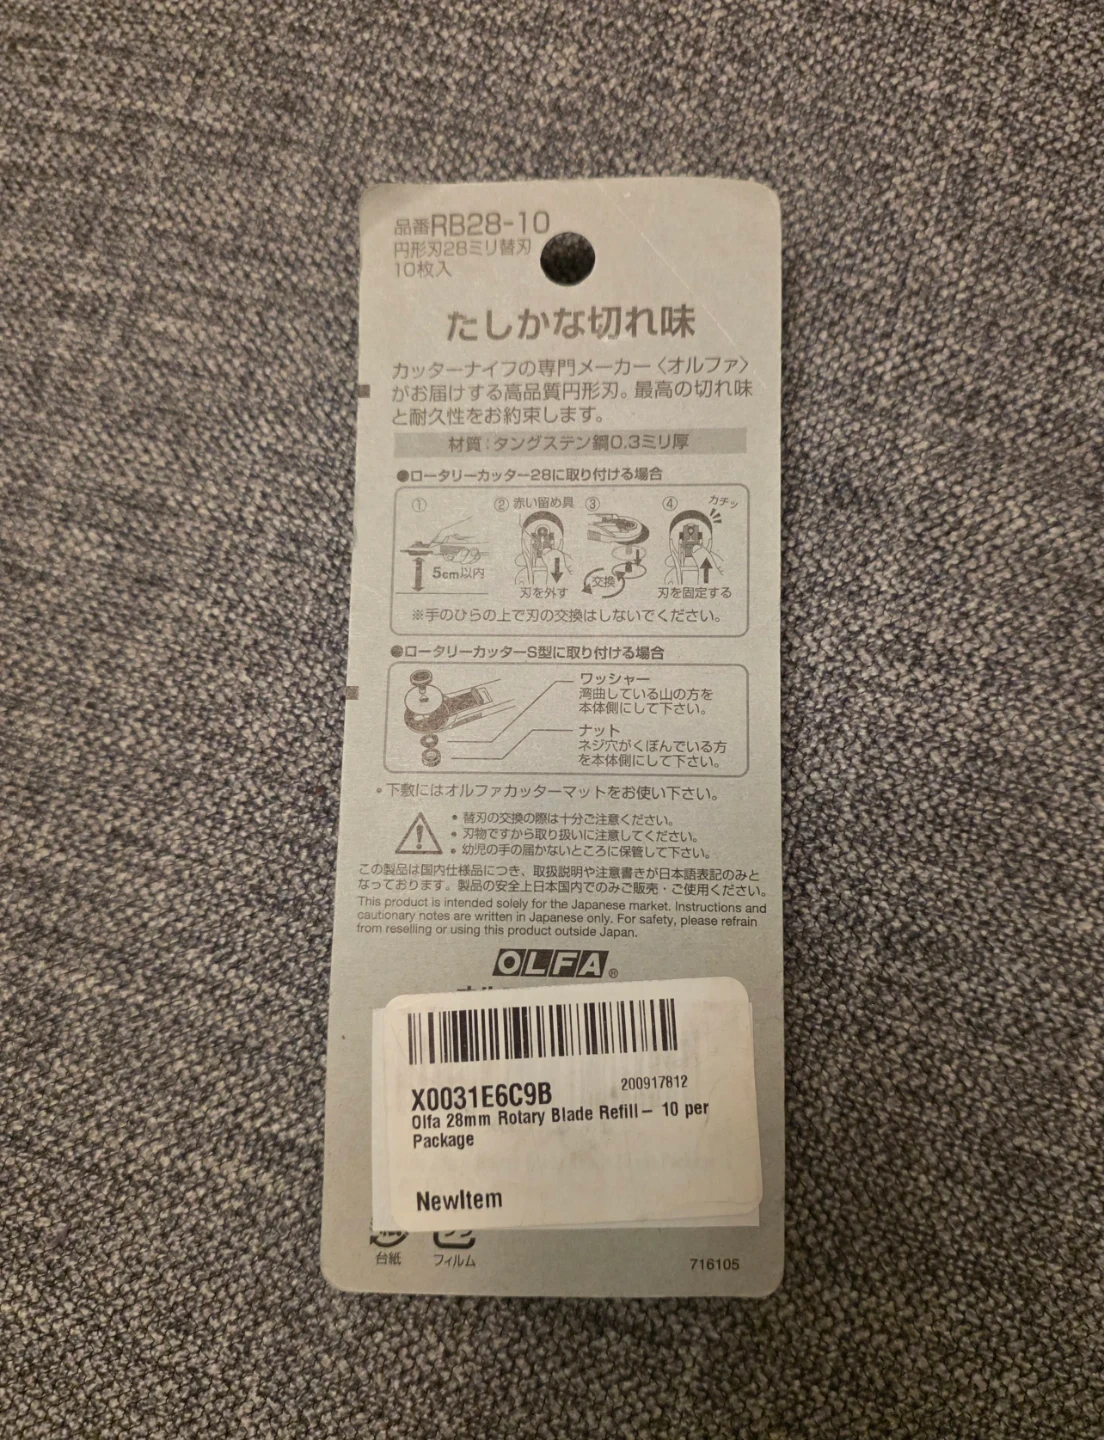 品番RB28-10
円形刃28ミリ替刃
10枚入
たしかな切れ味
カッターナイフの専門メーカー〈オルファ〉
がお届けする高品質円形刃。最高の切れ味
と耐久性をお約束します。
材質:タングステン鋼0.3ミリ厚
●ロータリーカッター28に取り付ける場合
① ② 赤い留め具 ③ ④ カチッ
5cm以内
刃を外す
交換
刃を固定する
※手のひらの上で刃の交換はしないでください。
●ロータリーカッターS型に取り付ける場合
ワッシャー
湾曲している山の方を
本体側にして下さい。
ナット
ネジ穴がくぼんでいる方
を本体側にして下さい。
•下敷にはオルファカッターマットをお使い下さい。
•替刃の交換の際は十分ご注意ください。
•刃物ですから取り扱いに注意してください。
•幼児の手の届かないところに保管して下さい。
この製品は国内仕様品につき、取扱説明や注意書きが日本語表記のみと
なっております。製品の安全上日本国内でのみご販売・ご使用ください。
This product is intended solely for the Japanese market. Instructions and
cautionary notes are written in Japanese only. For safety, please refrain
from reselling or using this product outside Japan.
OLFA®
X0031E6C9B
200917812
Olfa 28mm Rotary Blade Refill– 10 per
Package
NewItem
台紙
フィルム
716105